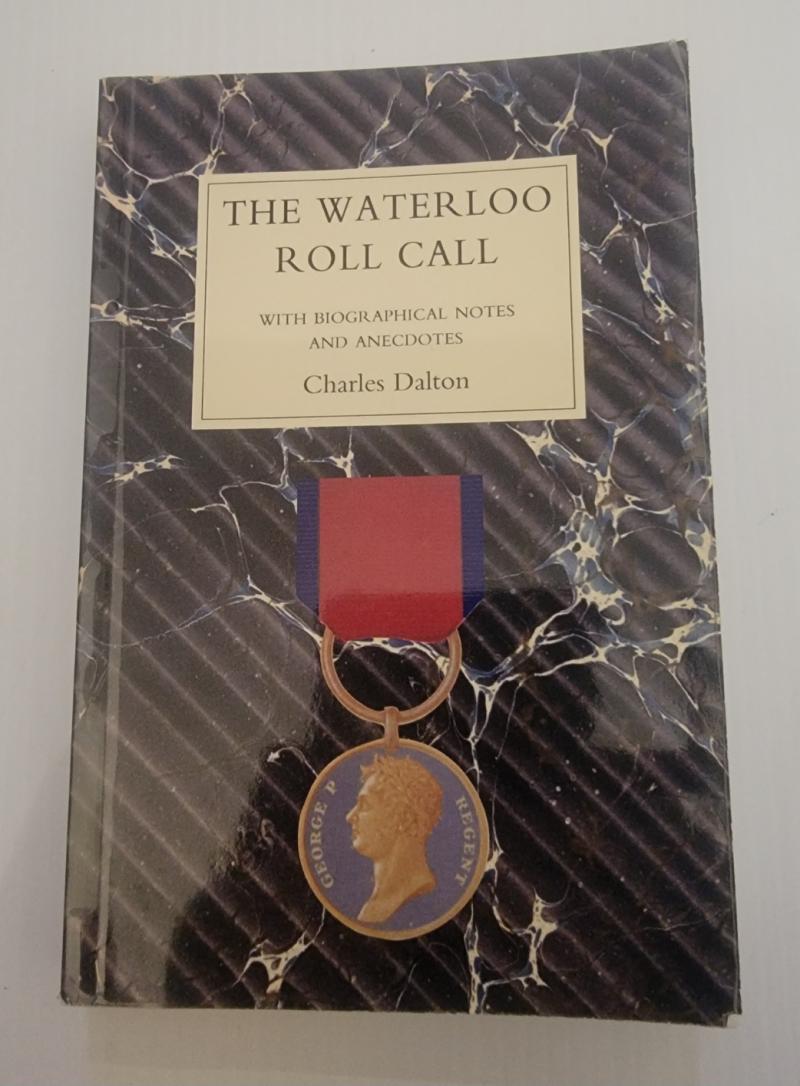 THE WATERLOO
ROLL CALL
WITH BIOGRAPHICAL NOTES
AND ANECDOTES
Charles Dalton
GEORGE P REGENT